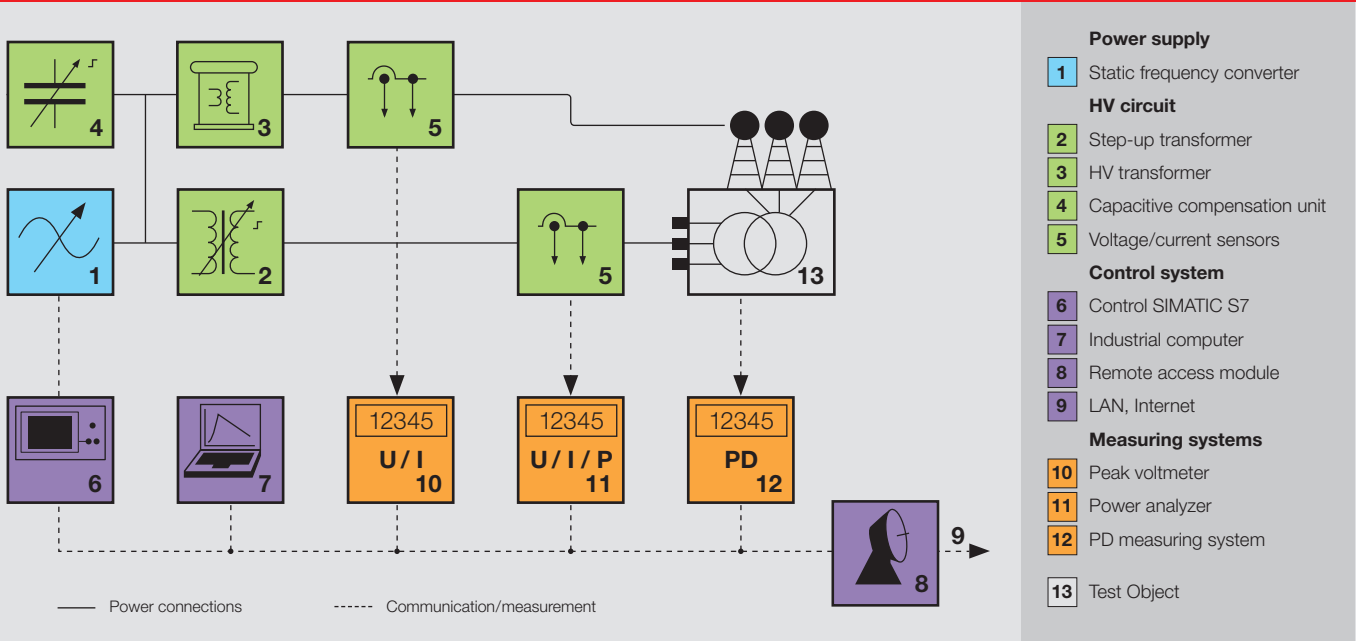 4
3
5
1
2
5
13
12345
U / I
10
12345
U / I / P
11
12345
PD
12
6
7
8
9
Power connections
Communication/measurement
Power supply
1 Static frequency converter
HV circuit
2 Step-up transformer
3 HV transformer
4 Capacitive compensation unit
5 Voltage/current sensors
Control system
6 Control SIMATIC S7
7 Industrial computer
8 Remote access module
9 LAN, Internet
Measuring systems
10 Peak voltmeter
11 Power analyzer
12 PD measuring system
13 Test Object